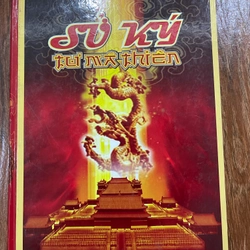 SỬ KÝ
TƯ MÃ THIÊN